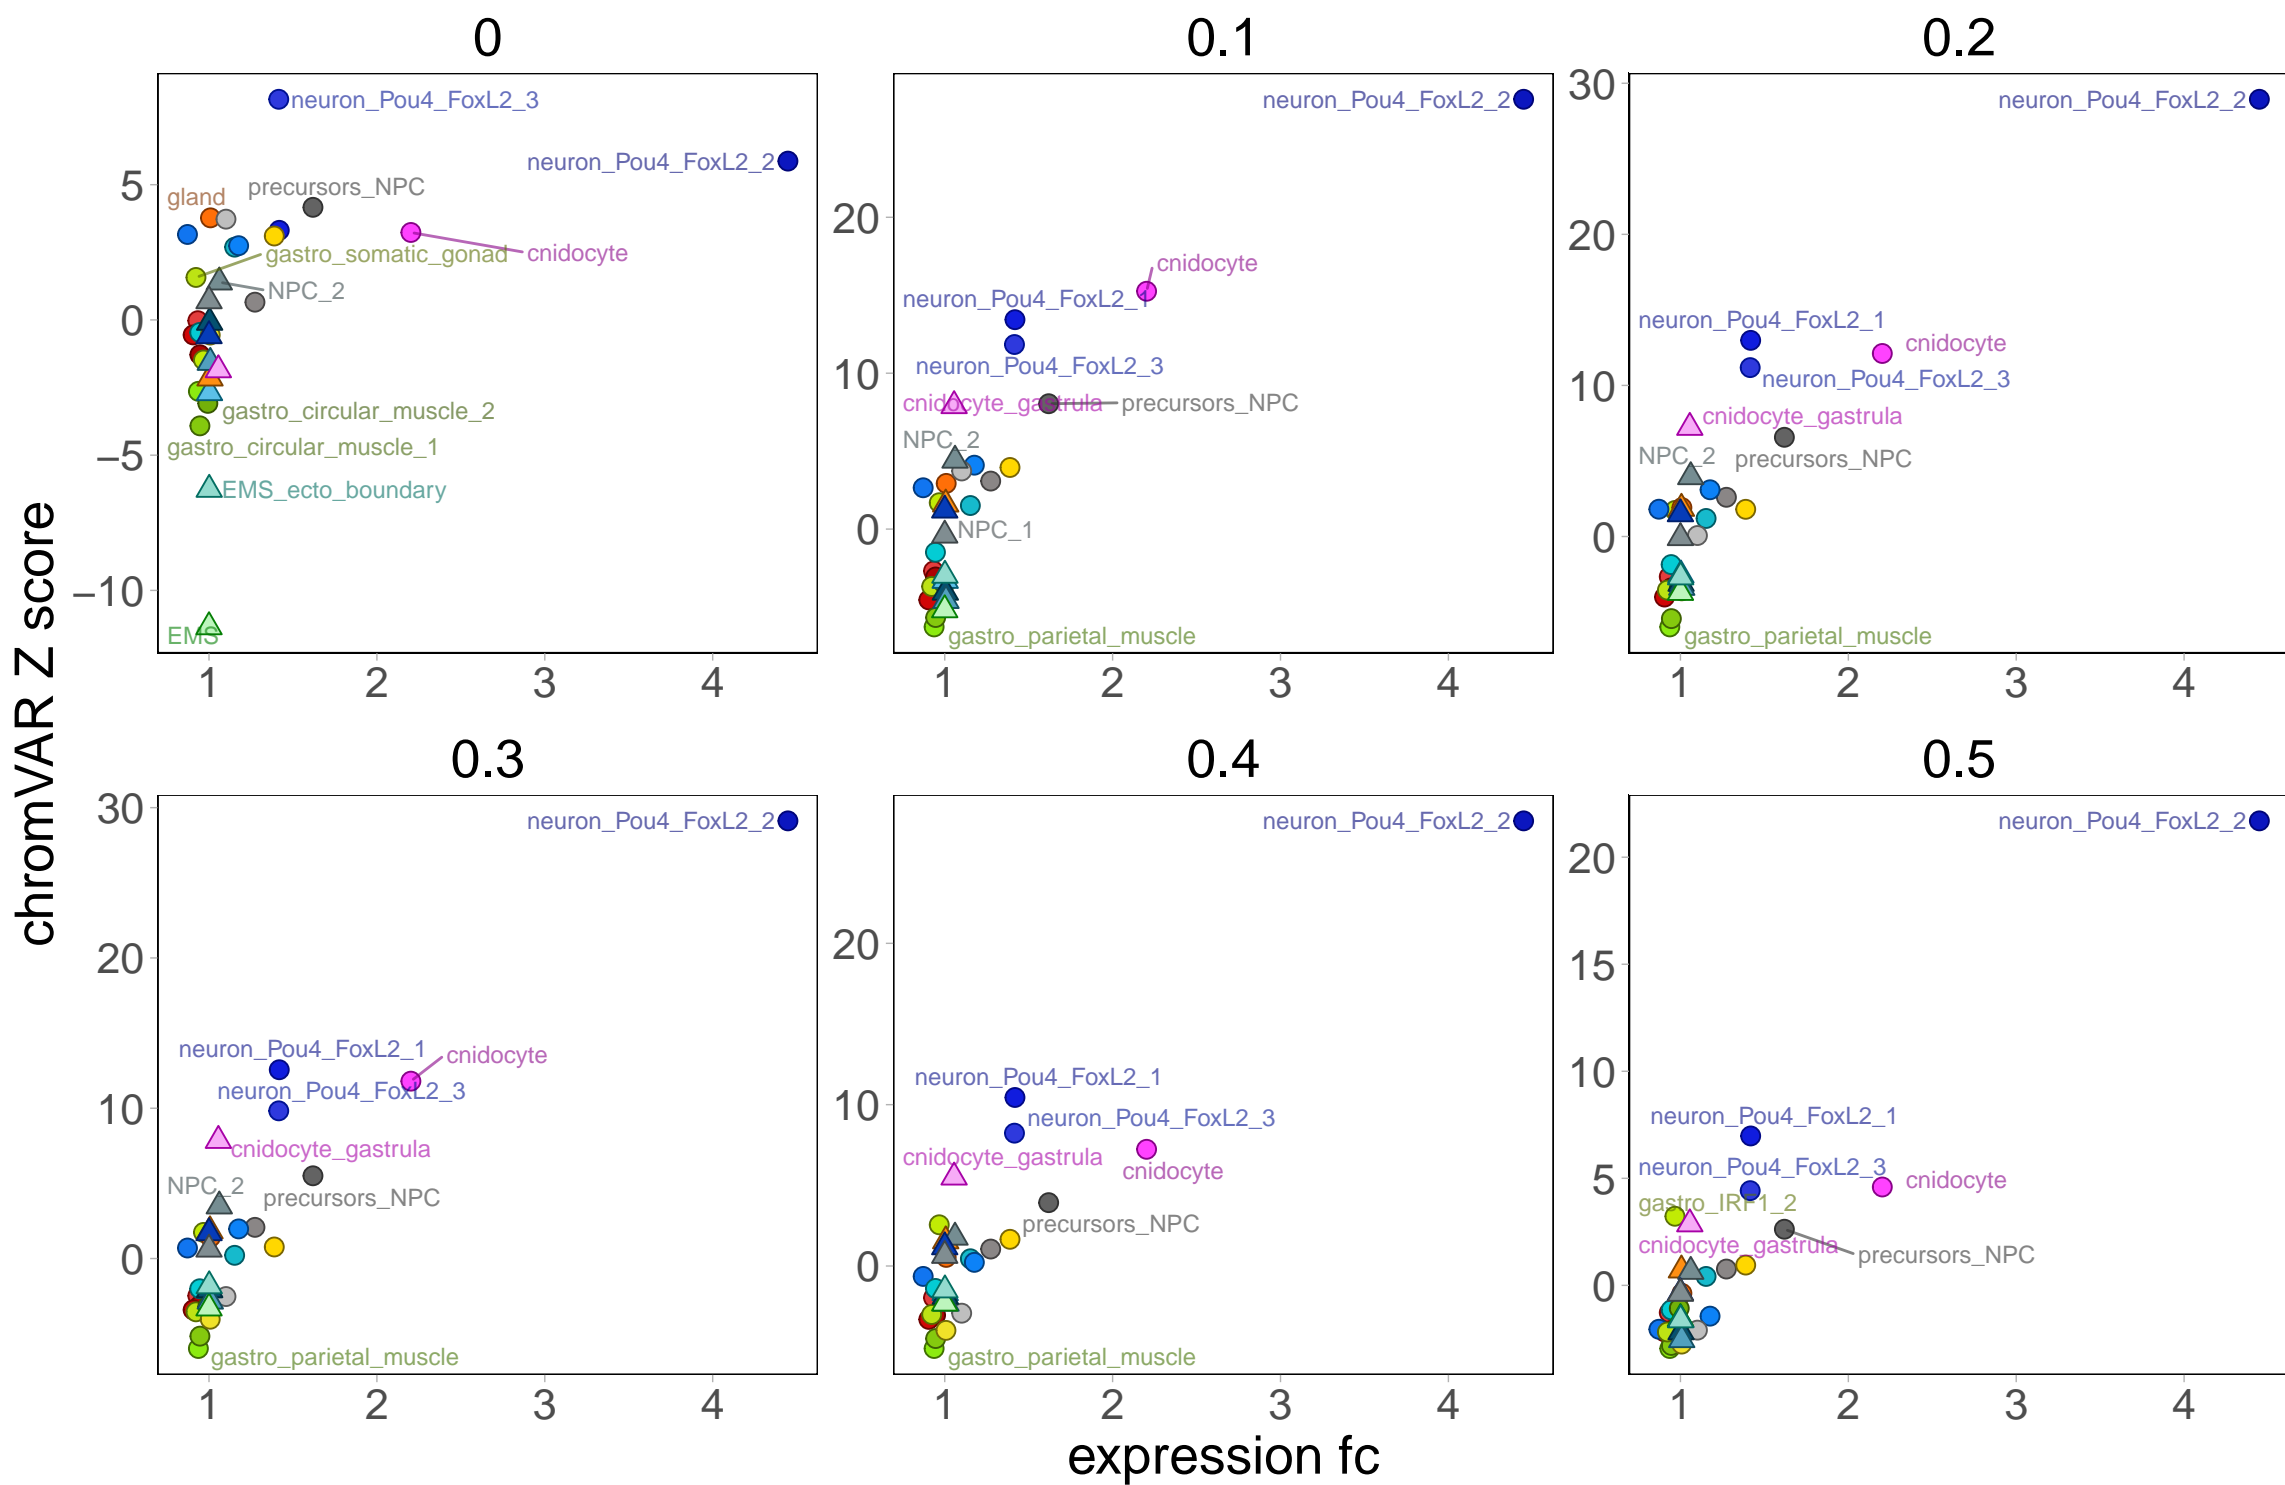 0
0.1
0.2
neuron_Pou4_FoxL2_3
neuron_Pou4_FoxL2_2
precursors_NPC
gland
gastro_somatic_gonad
cnidocyte
NPC_2
gastro_circular_muscle_2
gastro_circular_muscle_1
EMS_ecto_boundary
EMS
5
0
−5
−10
1
2
3
4
neuron_Pou4_FoxL2_2
cnidocyte
neuron_Pou4_FoxL2_1
neuron_Pou4_FoxL2_3
cnidocyte_gastrula
precursors_NPC
NPC_2
NPC_1
gastro_parietal_muscle
20
10
0
1
2
3
4
neuron_Pou4_FoxL2_2
neuron_Pou4_FoxL2_1
cnidocyte
neuron_Pou4_FoxL2_3
cnidocyte_gastrula
NPC_2
precursors_NPC
gastro_parietal_muscle
30
20
10
0
1
2
3
4
chromVAR Z score
0.3
0.4
0.5
neuron_Pou4_FoxL2_2
neuron_Pou4_FoxL2_1
cnidocyte
neuron_Pou4_FoxL2_3
cnidocyte_gastrula
NPC_2
precursors_NPC
gastro_parietal_muscle
30
20
10
0
1
2
3
4
neuron_Pou4_FoxL2_2
neuron_Pou4_FoxL2_1
neuron_Pou4_FoxL2_3
cnidocyte_gastrula
cnidocyte
precursors_NPC
gastro_parietal_muscle
20
10
0
1
2
3
4
neuron_Pou4_FoxL2_2
neuron_Pou4_FoxL2_1
neuron_Pou4_FoxL2_3
cnidocyte
gastro_IRF1_2
cnidocyte_gastrula
precursors_NPC
20
15
10
5
0
1
2
3
4
expression fc